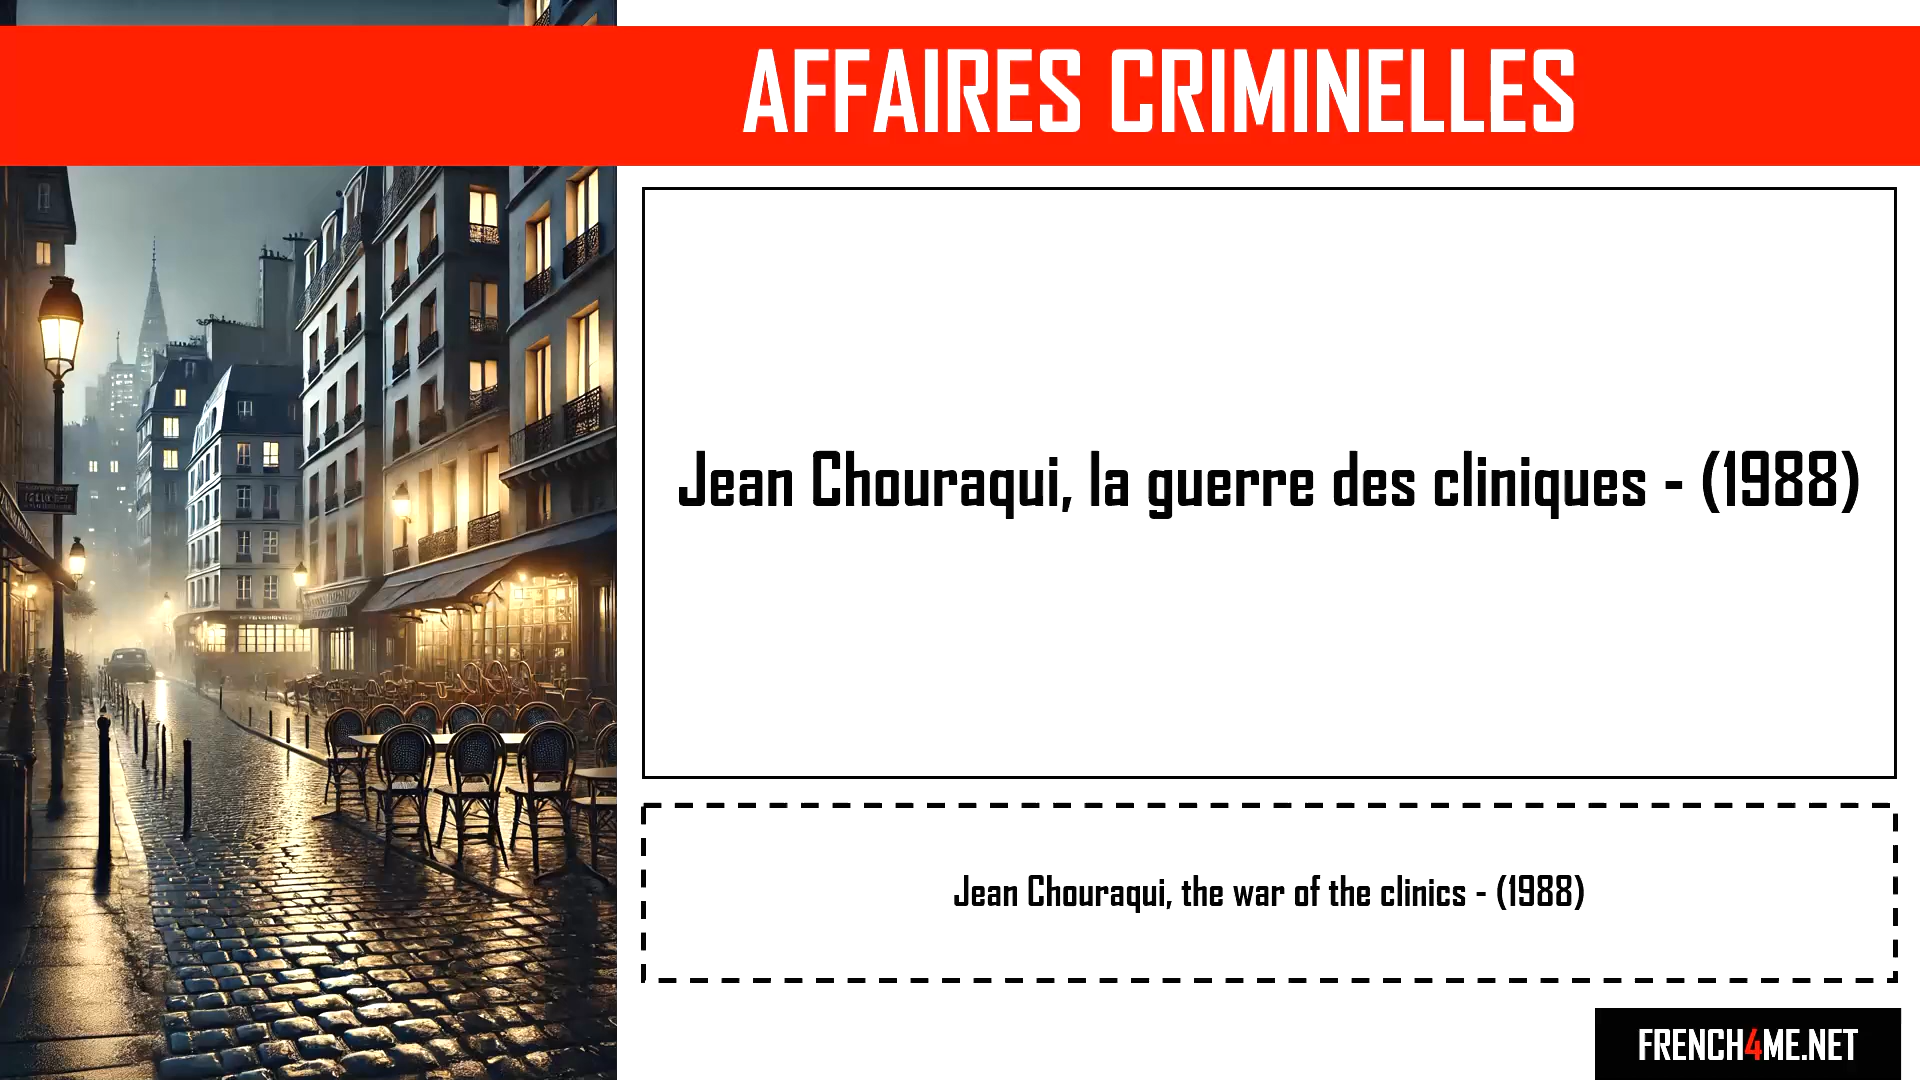 AFFAIRES CRIMINELLES
Jean Chouraqui, la guerre des cliniques - (1988)
Jean Chouraqui, the war of the clinics - (1988)
FRENCH4ME.NET